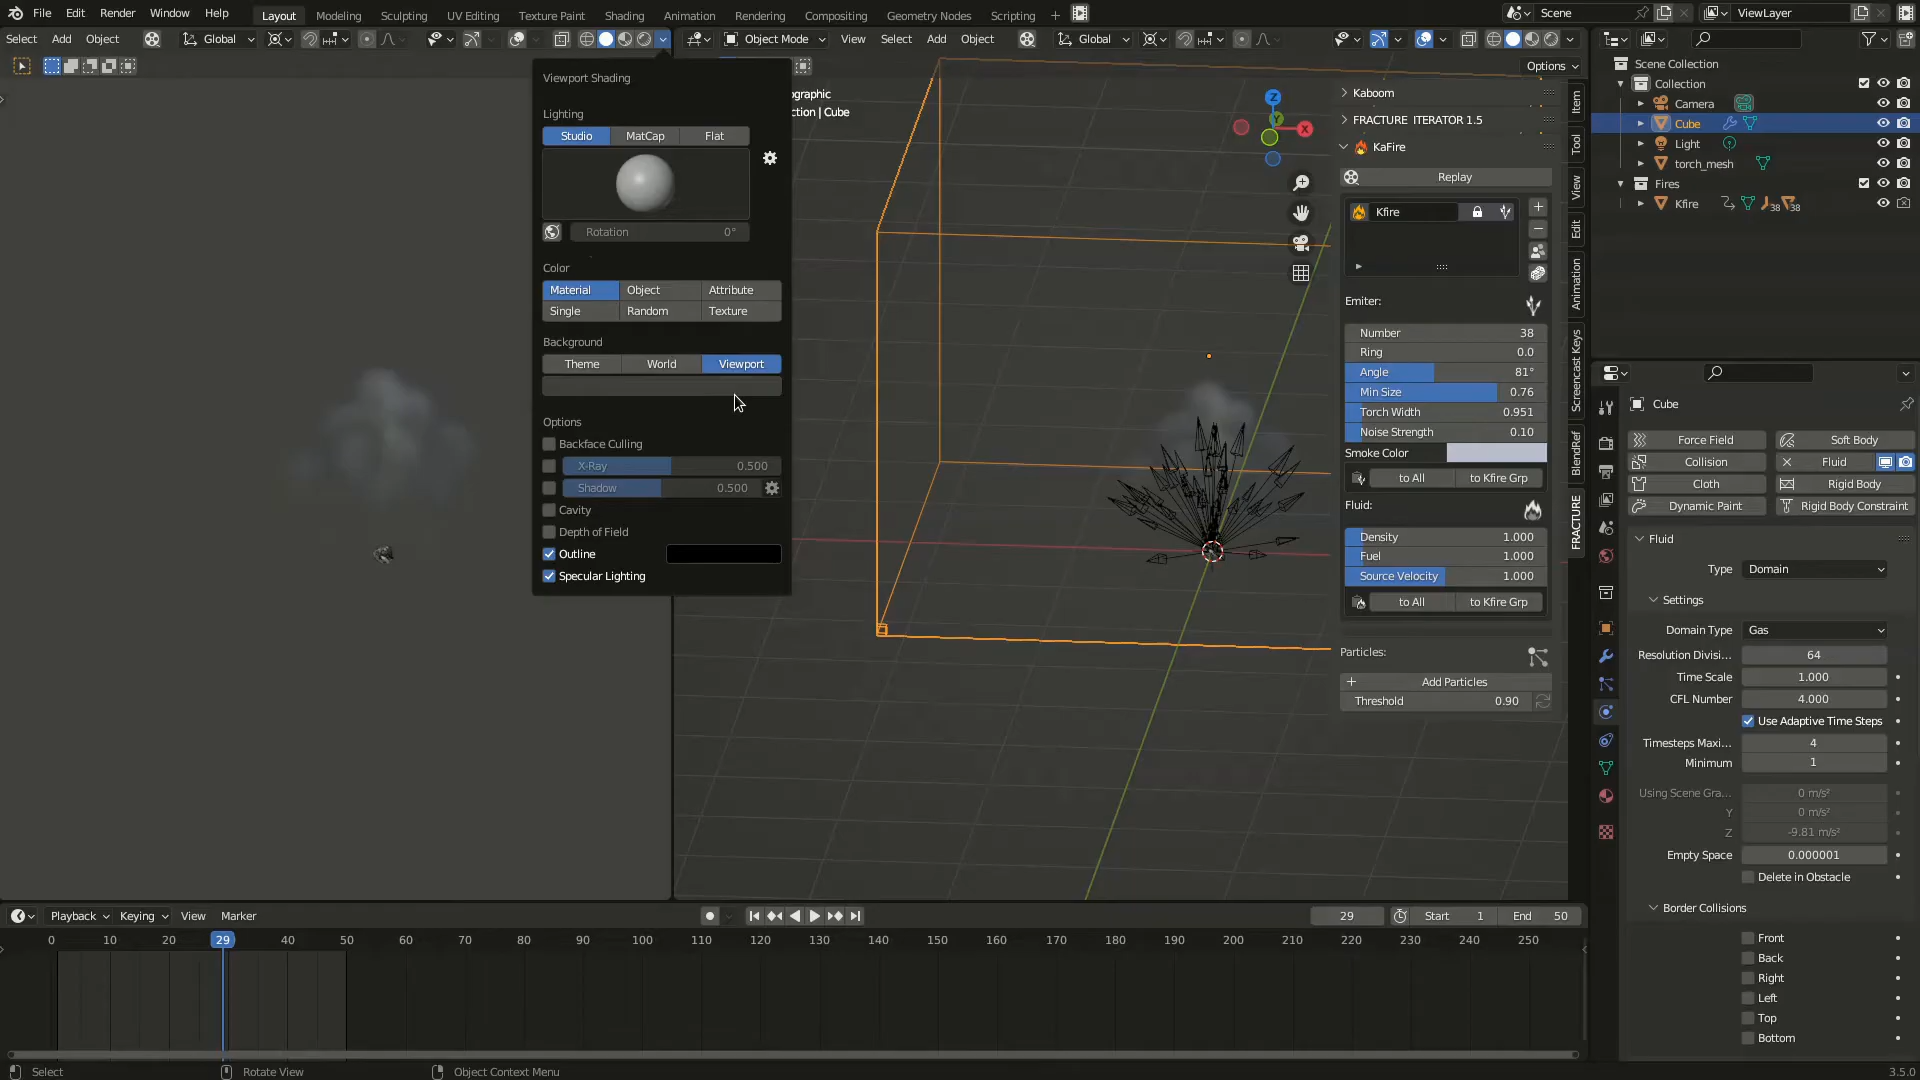 File Edit Render Window Help Layout Modeling Sculpting UV Editing Texture Paint Shading Animation Rendering Compositing Geometry Nodes Scripting + Scene ViewLayer
Select Add Object Global Object Mode View Select Add Object Global
Options
Viewport Shading
Lighting
Studio MatCap Flat
Rotation 0°
Color
Material Object Attribute
Single Random Texture
Background
Theme World Viewport
Options
Backface Culling
X-Ray 0.500
Shadow 0.500
Cavity
Depth of Field
Outline
Specular Lighting
ographic
ction | Cube
Z
Y
X
Kaboom
FRACTURE ITERATOR 1.5
KaFire
Replay
Kfire
Emiter:
Number 38
Ring 0.0
Angle 81°
Min Size 0.76
Torch Width 0.951
Noise Strength 0.10
Smoke Color
to All to Kfire Grp
Fluid:
Density 1.000
Fuel 1.000
Source Velocity 1.000
to All to Kfire Grp
Particles:
+ Add Particles
Threshold 0.90
Item
Tool
View
Edit
Animation
Screencast Keys
BlendRef
FRACTURE
Scene Collection
Collection
Camera
Cube
Light
torch_mesh
Fires
Kfire 38 38
Cube
Force Field Soft Body
Collision Fluid
Cloth Rigid Body
Dynamic Paint Rigid Body Constraint
Fluid
Type Domain
Settings
Domain Type Gas
Resolution Divisi... 64
Time Scale 1.000
CFL Number 4.000
Use Adaptive Time Steps
Timesteps Maxi... 4
Minimum 1
Using Scene Gra... 0 m/s²
Y 0 m/s²
Z -9.81 m/s²
Empty Space 0.000001
Delete in Obstacle
Border Collisions
Front
Back
Right
Left
Top
Bottom
Playback Keying View Marker 29 Start 1 End 50
0 10 20 29 40 50 60 70 80 90 100 110 120 130 140 150 160 170 180 190 200 210 220 230 240 250
Select Rotate View Object Context Menu 3.5.0